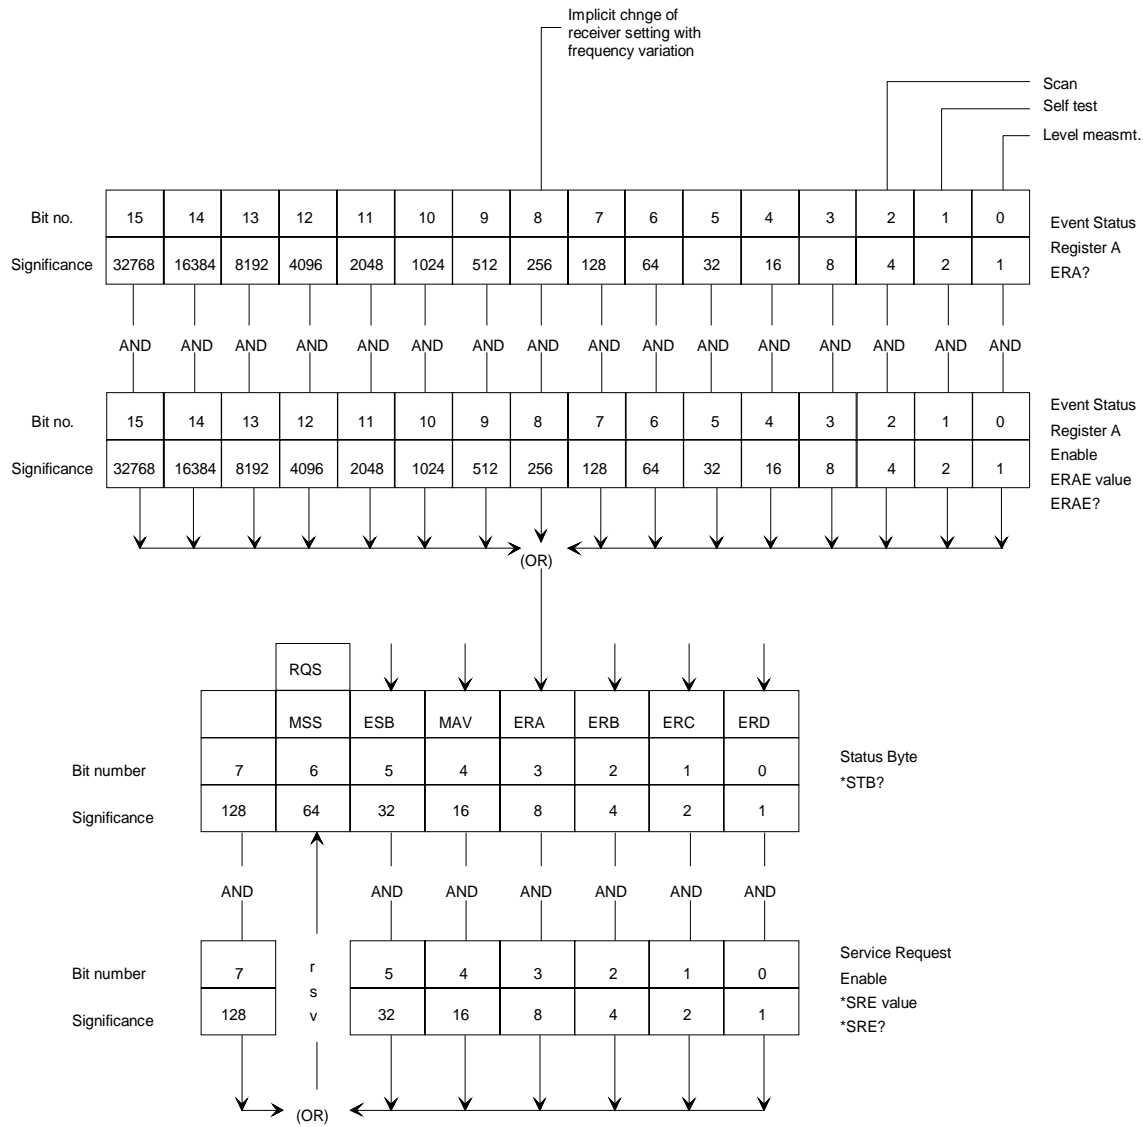 Implicit chnge of
receiver setting with
frequency variation
Scan
Self test
Level measmt.
Bit no. 15 14 13 12 11 10 9 8 7 6 5 4 3 2 1 0
Significance 32768 16384 8192 4096 2048 1024 512 256 128 64 32 16 8 4 2 1
Event Status
Register A
ERA?
AND AND AND AND AND AND AND AND AND AND AND AND AND AND AND AND
Bit no. 15 14 13 12 11 10 9 8 7 6 5 4 3 2 1 0
Significance 32768 16384 8192 4096 2048 1024 512 256 128 64 32 16 8 4 2 1
Event Status
Register A
Enable
ERAE value
ERAE?
(OR)
RQS
MSS ESB MAV ERA ERB ERC ERD
Bit number 7 6 5 4 3 2 1 0
Significance 128 64 32 16 8 4 2 1
Status Byte
*STB?
AND AND AND AND AND AND AND
Bit number 7 5 4 3 2 1 0
Significance 128 32 16 8 4 2 1
r
s
v
Service Request
Enable
*SRE value
*SRE?
(OR)